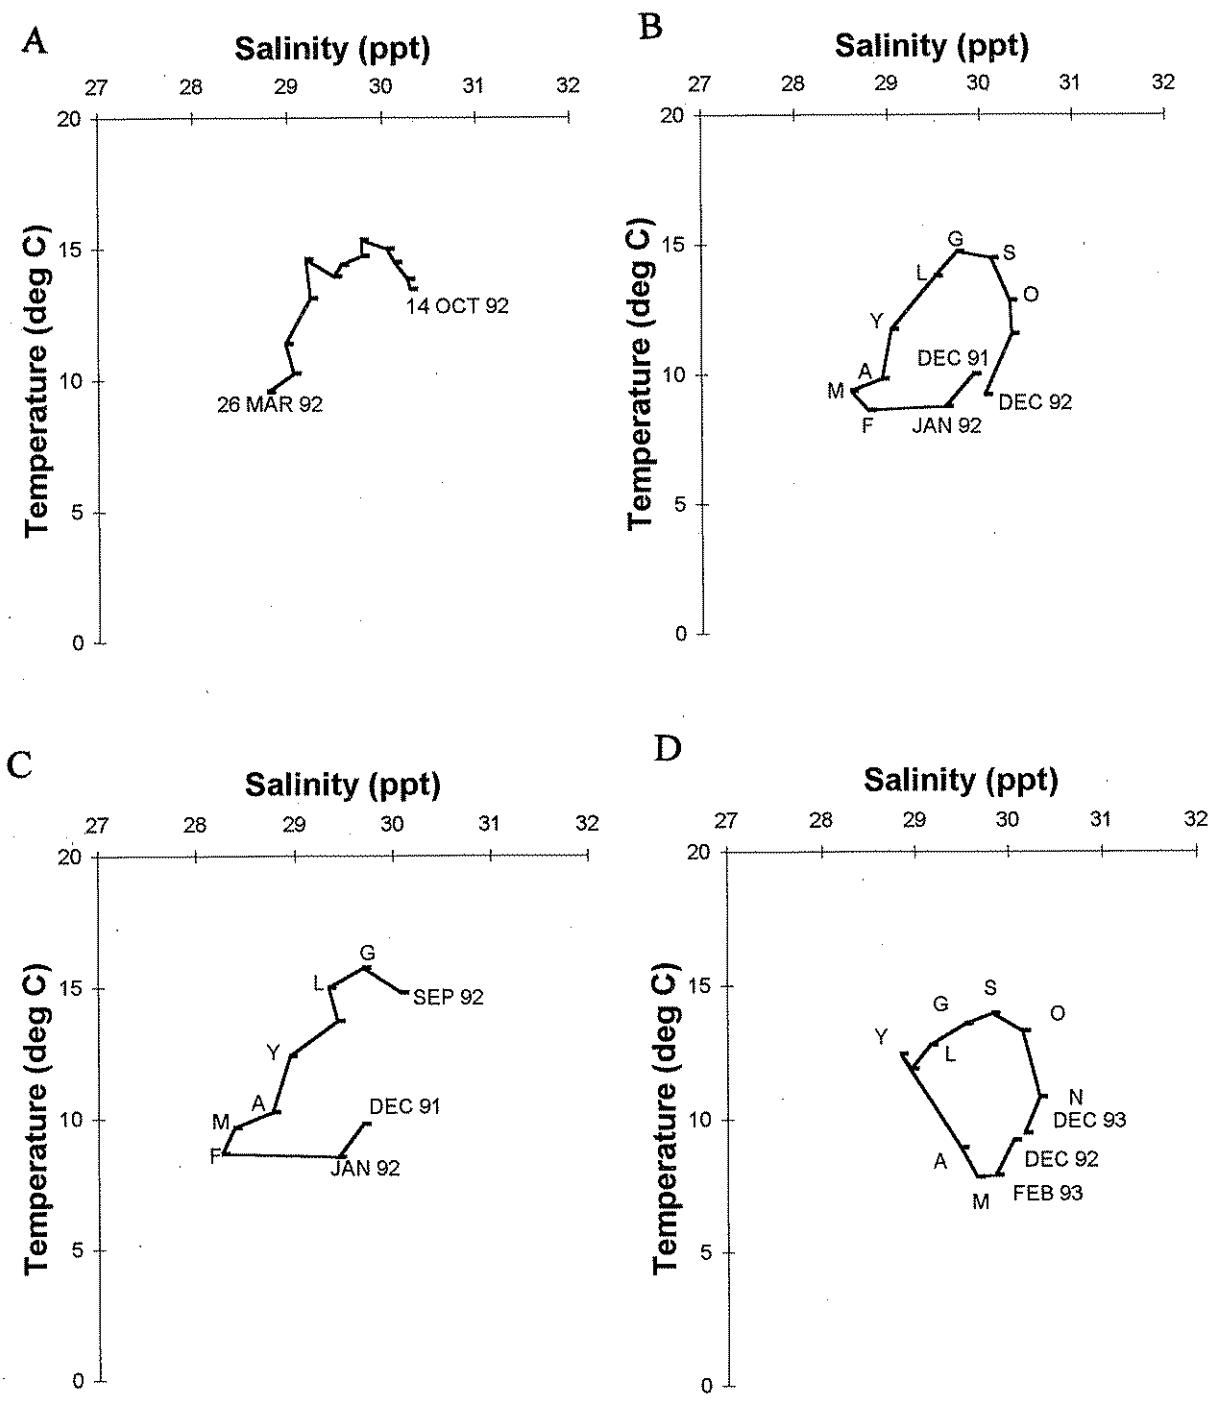 A
Salinity (ppt)
27 28 29 30 31 32
20
15
10
5
0
Temperature (deg C)
14 OCT 92
26 MAR 92
B
Salinity (ppt)
27 28 29 30 31 32
20
15
10
5
0
Temperature (deg C)
G
S
L
O
Y
DEC 91
A
M
DEC 92
F
JAN 92
C
Salinity (ppt)
27 28 29 30 31 32
20
15
10
5
0
Temperature (deg C)
G
L
SEP 92
Y
A
DEC 91
M
F
JAN 92
D
Salinity (ppt)
27 28 29 30 31 32
20
15
10
5
0
Temperature (deg C)
S
G
O
Y
L
N
DEC 93
A
DEC 92
M
FEB 93